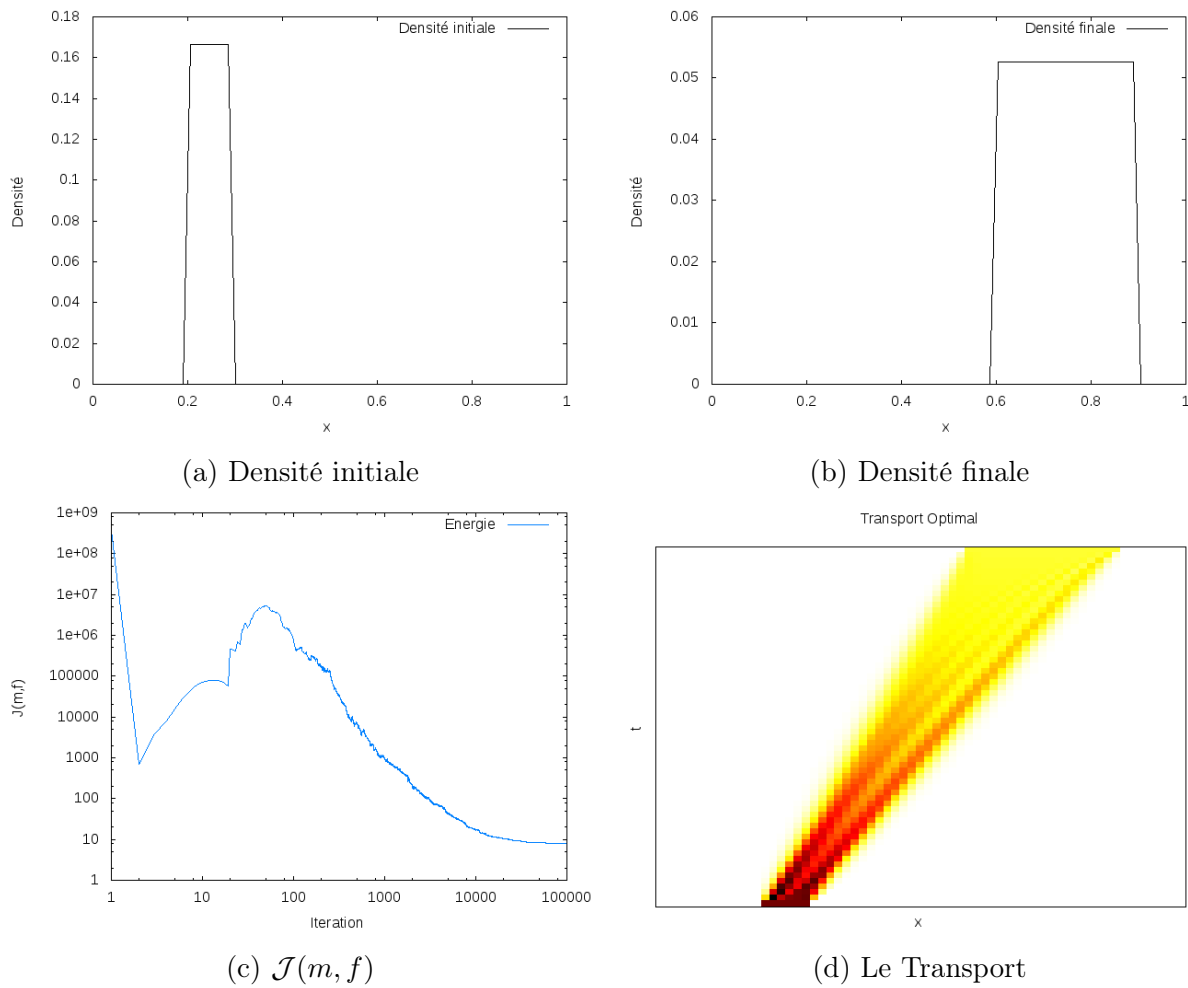 0.18
0.16
0.14
0.12
0.1
0.08
0.06
0.04
0.02
0
Densité
Densité initiale
0
0.2
0.4
0.6
0.8
1
x
(a) Densité initiale
0.06
0.05
0.04
0.03
0.02
0.01
0
Densité
Densité finale
0
0.2
0.4
0.6
0.8
1
x
(b) Densité finale
1e+09
1e+08
1e+07
1e+06
100000
10000
1000
100
10
1
J(m,f)
Energie
1
10
100
1000
10000
100000
Iteration
(c) 𝒥(m, f)
Transport Optimal
t
x
(d) Le Transport